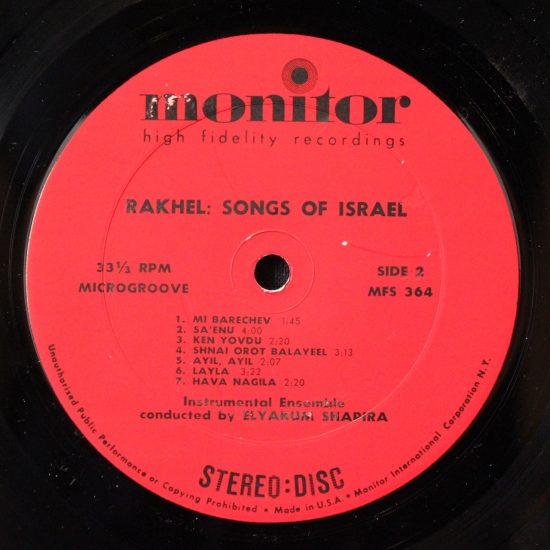 monitor
high fidelity recordings
RAKHEL: SONGS OF ISRAEL
33⅓ RPM
MICROGROOVE
SIDE 2
MFS 364
1. MI BARECHEV 1:45
2. SA'ENU 4:00
3. KEN YOVDU 2:20
4. SHNAI OROT BALAYEEL 3:13
5. AYIL, AYIL 2:07
6. LAYLA 3:22
7. HAVA NAGILA 2:20
Instrumental Ensemble
conducted by ELYAKUM SHAPIRA
STEREO:DISC
Unauthorized Public Performance or Copying Prohibited • Made in U.S.A. • Monitor International Corporation N.Y.